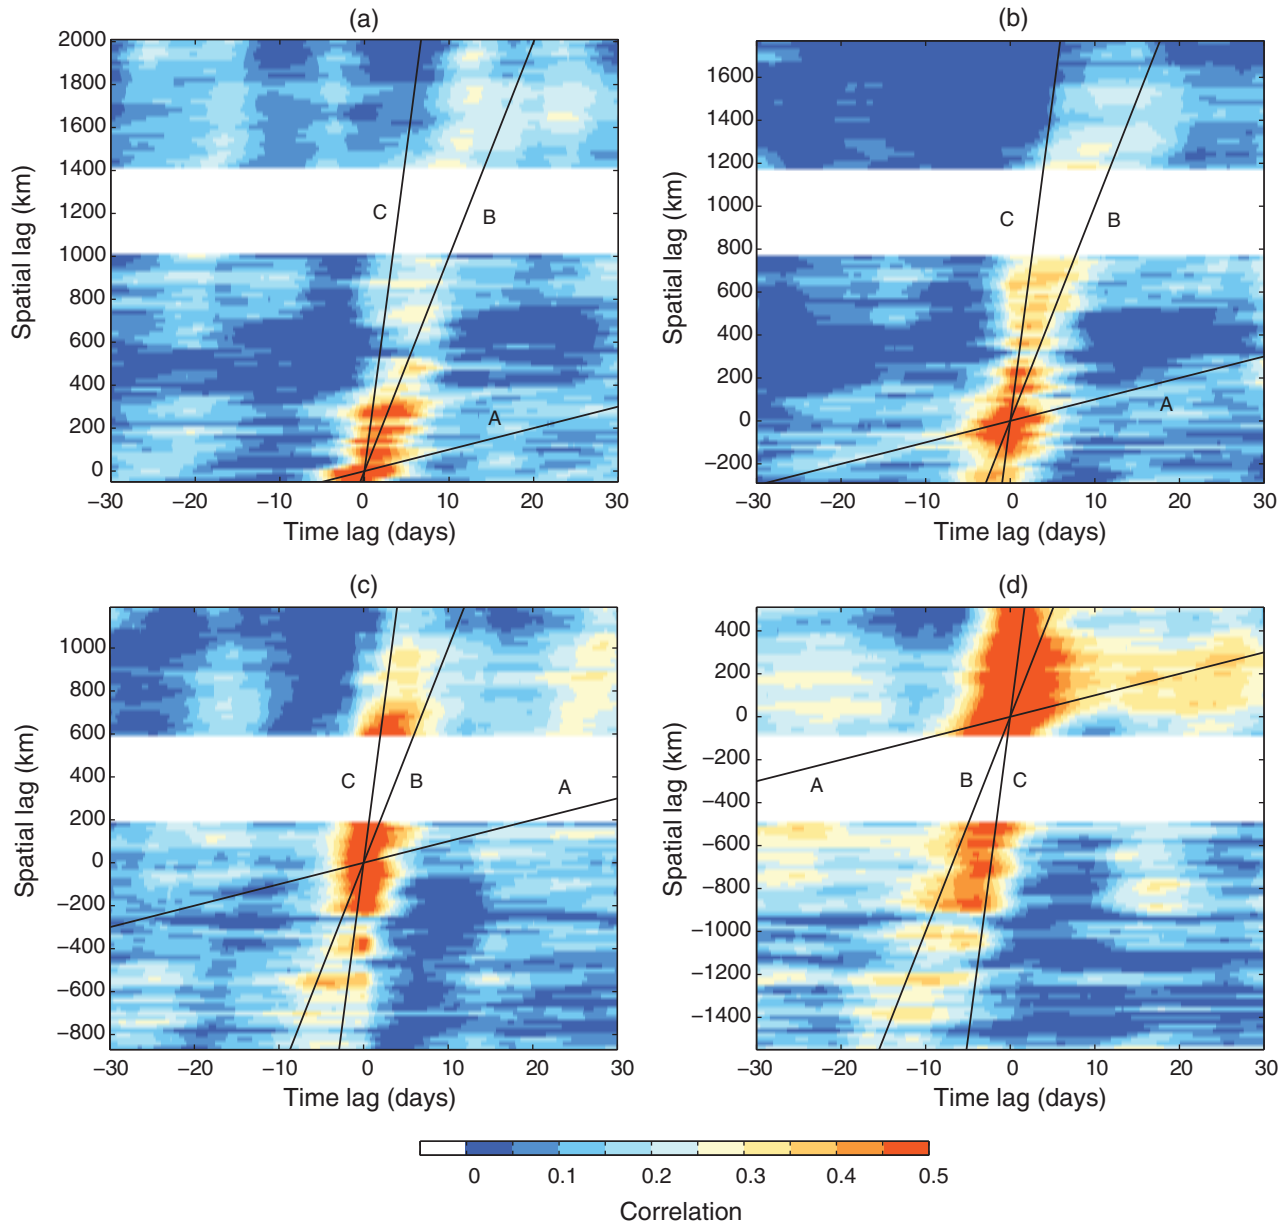 (a)
2000
1800
1600
1400
1200
1000
800
600
400
200
0
Spatial lag (km)
C
B
A
−30 −20 −10 0 10 20 30
Time lag (days)
(b)
1600
1400
1200
1000
800
600
400
200
0
−200
Spatial lag (km)
C
B
A
−30 −20 −10 0 10 20 30
Time lag (days)
(c)
1000
800
600
400
200
0
−200
−400
−600
−800
Spatial lag (km)
C
B
A
−30 −20 −10 0 10 20 30
Time lag (days)
(d)
400
200
0
−200
−400
−600
−800
−1000
−1200
−1400
Spatial lag (km)
A
B
C
−30 −20 −10 0 10 20 30
Time lag (days)
0 0.1 0.2 0.3 0.4 0.5
Correlation